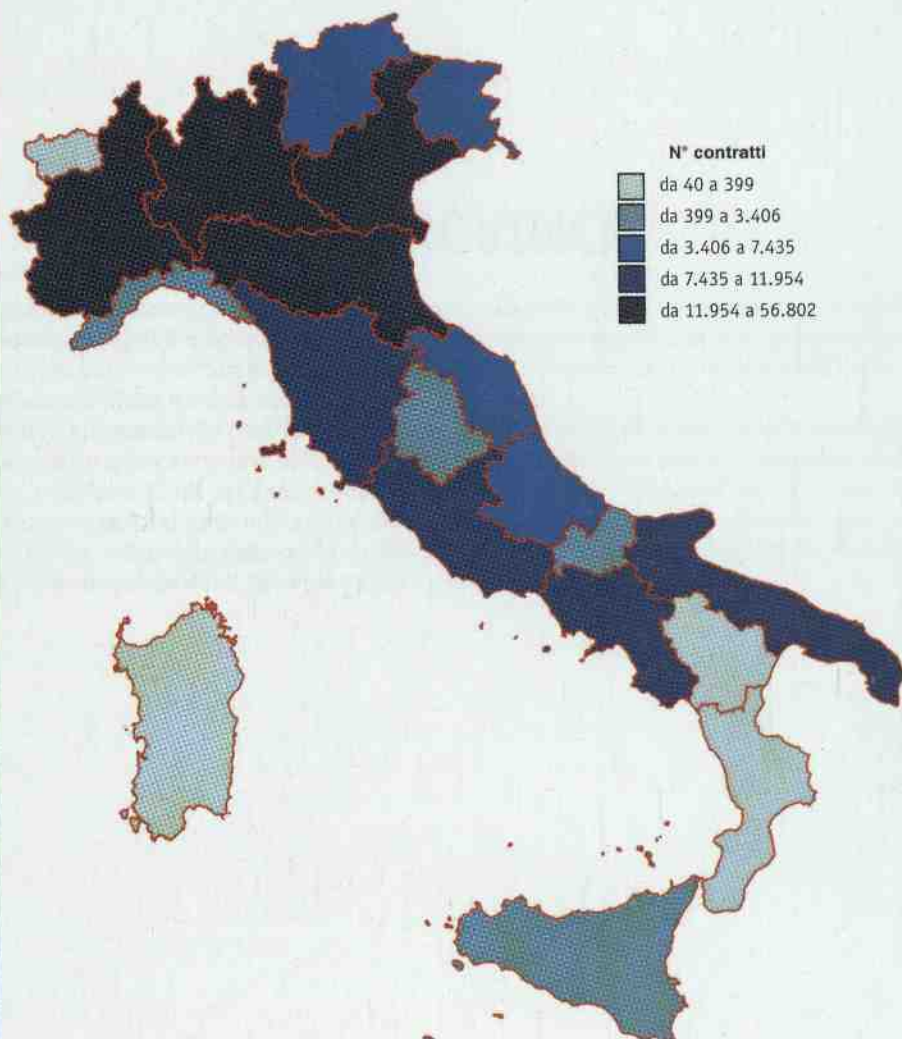 N° contratti
da 40 a 399
da 399 a 3.406
da 3.406 a 7.435
da 7.435 a 11.954
da 11.954 a 56.802